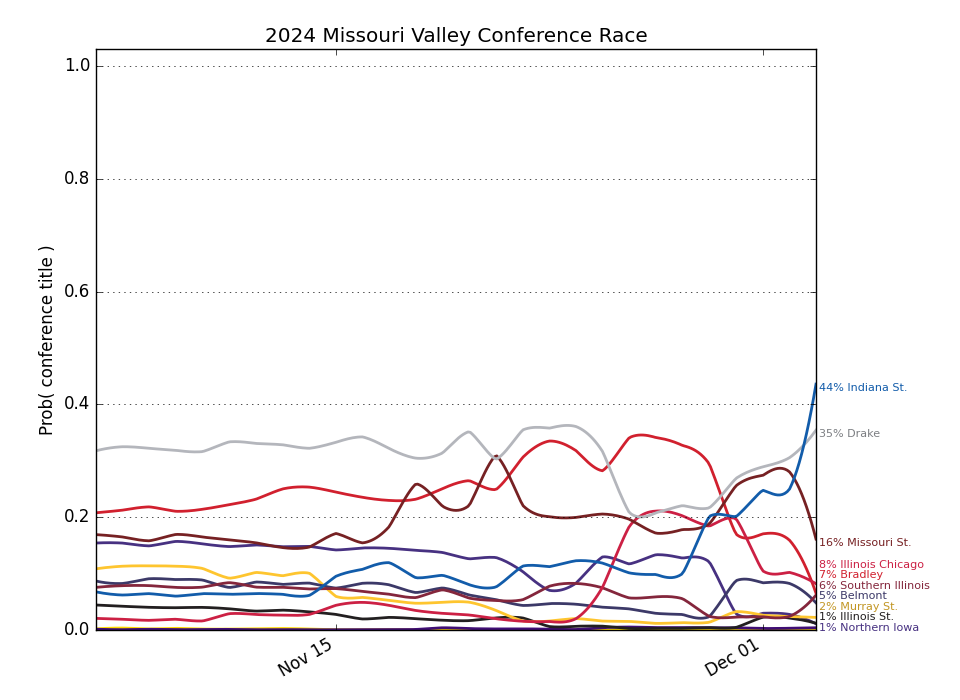 2024 Missouri Valley Conference Race
Prob( conference title )
1.0
0.8
0.6
0.4
0.2
0.0
Nov 15
Dec 01
44% Indiana St.
35% Drake
16% Missouri St.
8% Illinois Chicago
7% Bradley
6% Southern Illinois
5% Belmont
2% Murray St.
1% Illinois St.
1% Northern Iowa